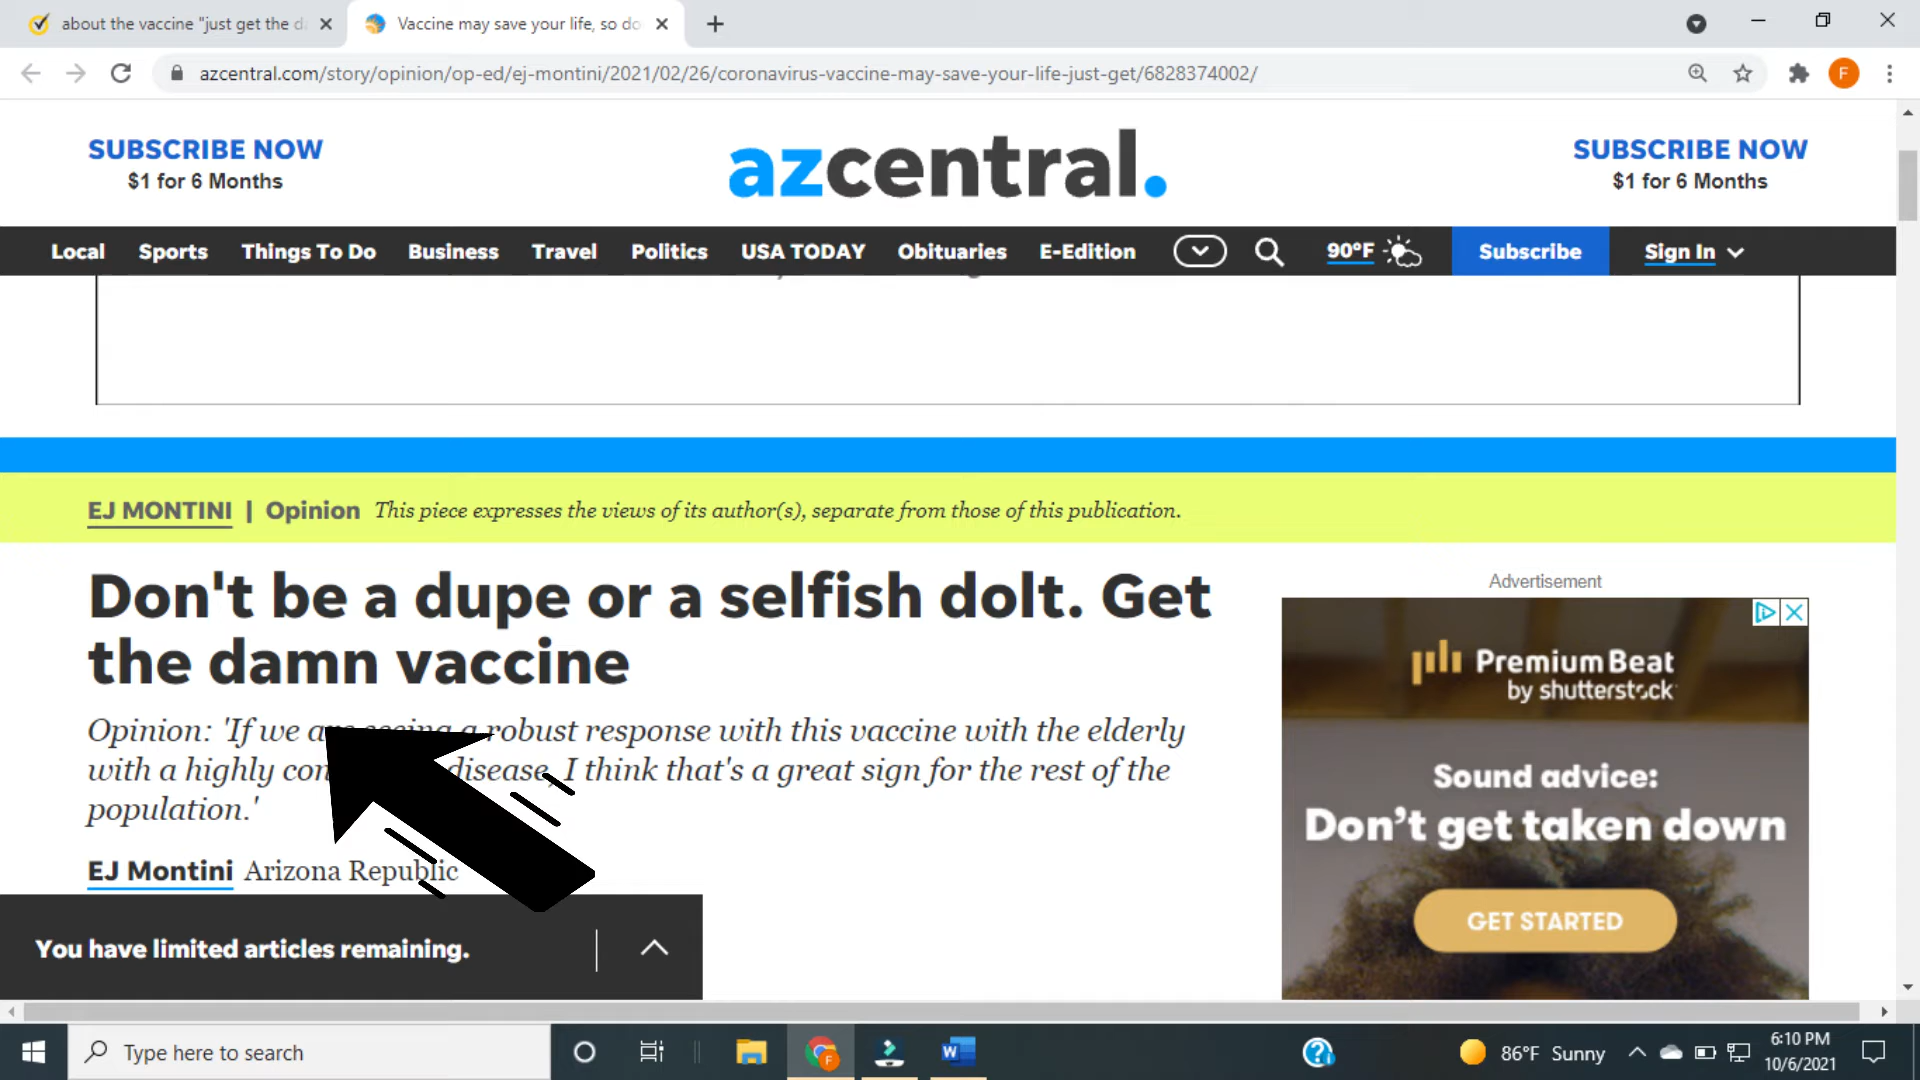 about the vaccine "just get the d
Vaccine may save your life, so do
azcentral.com/story/opinion/op-ed/ej-montini/2021/02/26/coronavirus-vaccine-may-save-your-life-just-get/6828374002/
F
SUBSCRIBE NOW
$1 for 6 Months
azcentral.
SUBSCRIBE NOW
$1 for 6 Months
Local Sports Things To Do Business Travel Politics USA TODAY Obituaries E-Edition 90°F Subscribe Sign In
EJ MONTINI | Opinion This piece expresses the views of its author(s), separate from those of this publication.
Don't be a dupe or a selfish dolt. Get
the damn vaccine
Opinion: 'If we are seeing a robust response with this vaccine with the elderly
with a highly disease, I think that's a great sign for the rest of the
population.'
EJ Montini Arizona Republic
Advertisement
PremiumBeat
by shutterstock
Sound advice:
Don't get taken down
GET STARTED
You have limited articles remaining.
Type here to search
F
W
?
86°F Sunny
6:10 PM
10/6/2021